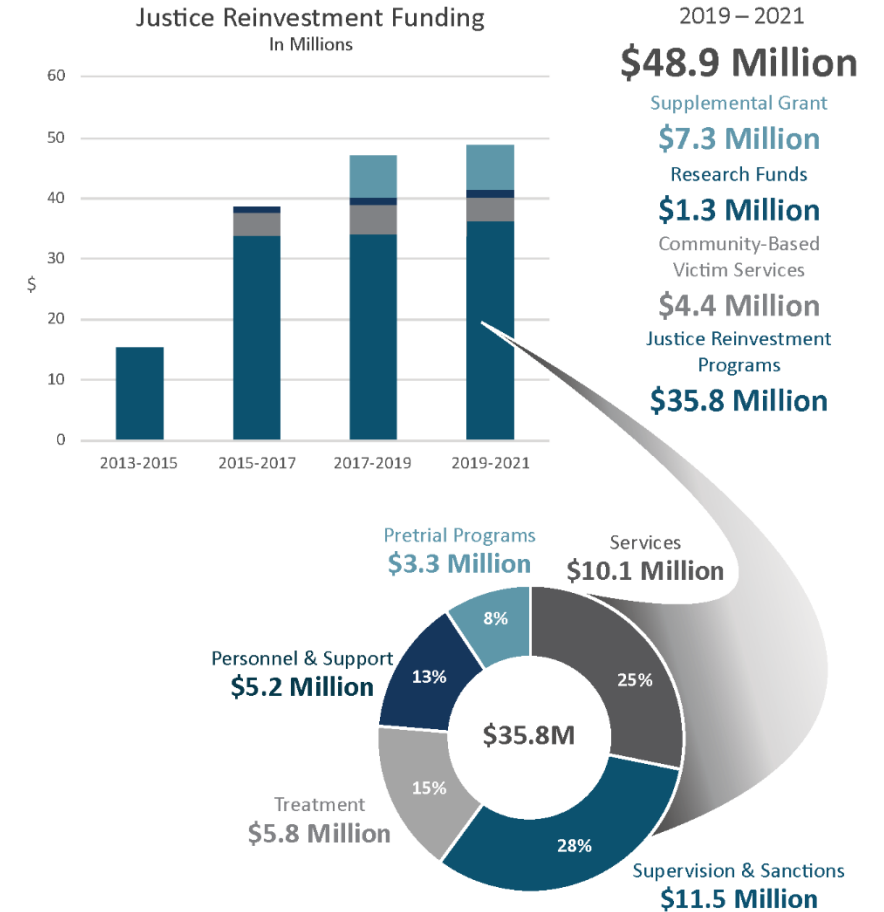 Justice Reinvestment Funding
In Millions
60
50
40
30
$
20
10
0
2013-2015
2015-2017
2017-2019
2019-2021
2019 – 2021
$48.9 Million
Supplemental Grant
$7.3 Million
Research Funds
$1.3 Million
Community-Based
Victim Services
$4.4 Million
Justice Reinvestment
Programs
$35.8 Million
Pretrial Programs
$3.3 Million
Services
$10.1 Million
8%
Personnel & Support
$5.2 Million
13%
25%
$35.8M
15%
Treatment
$5.8 Million
28%
Supervision & Sanctions
$11.5 Million